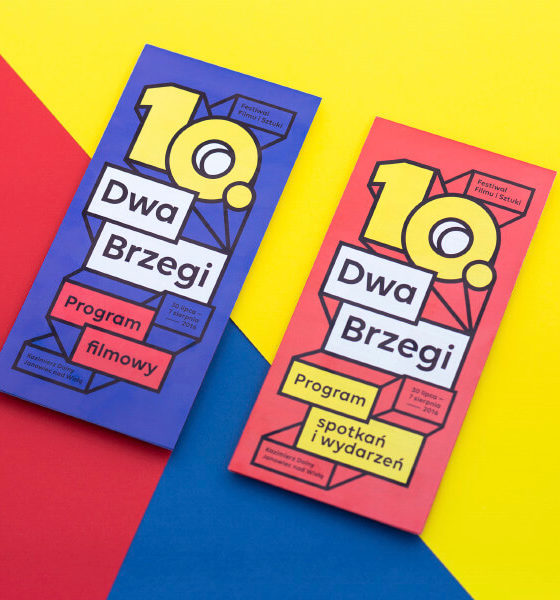 10.
Festiwal
Filmu i Sztuki
Dwa
Brzegi
30 lipca –
7 sierpnia
2016
Program
filmowy
Kazimierz Dolny
Janowiec nad Wisłą
10.
Festiwal
Filmu i Sztuki
Dwa
Brzegi
30 lipca –
7 sierpnia
2016
Program
spotkań
i wydarzeń
Kazimierz Dolny
Janowiec nad Wisłą